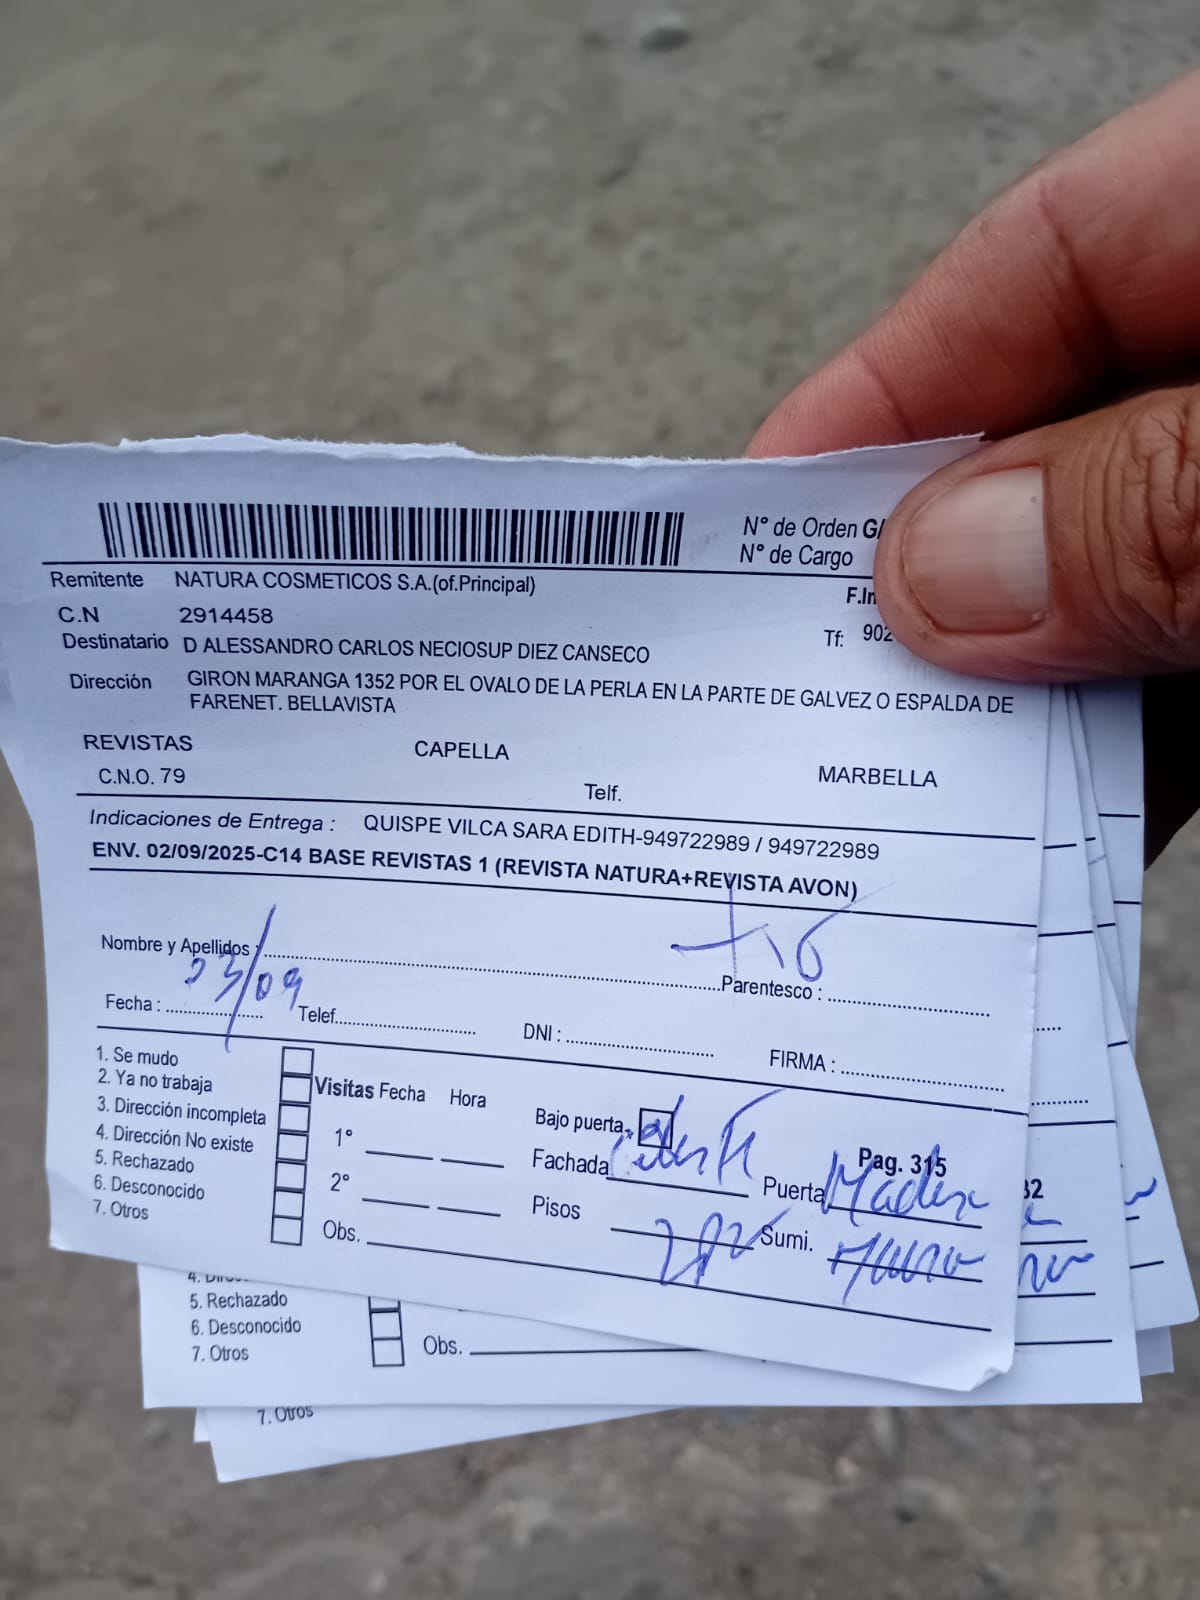 N° de Orden G/
N° de Cargo
Remitente NATURA COSMETICOS S.A.(of.Principal)
F.In
C.N 2914458
Tf: 902
Destinatario D ALESSANDRO CARLOS NECIOSUP DIEZ CANSECO
Dirección GIRON MARANGA 1352 POR EL OVALO DE LA PERLA EN LA PARTE DE GALVEZ O ESPALDA DE
FARENET. BELLAVISTA
REVISTAS CAPELLA MARBELLA
C.N.O. 79 Telf.
Indicaciones de Entrega : QUISPE VILCA SARA EDITH-949722989 / 949722989
ENV. 02/09/2025-C14 BASE REVISTAS 1 (REVISTA NATURA+REVISTA AVON)
Nombre y Apellidos : Parentesco :
Fecha : 03/09 Telef. DNI : FIRMA :
1. Se mudo
2. Ya no trabaja
3. Dirección incompleta
4. Dirección No existe
5. Rechazado
6. Desconocido
7. Otros
Visitas Fecha Hora
1°
2°
Obs.
Bajo puerta
Fachada
Pisos
Pag. 315
Puerta Madera
Sumi.
32
5. Rechazado
6. Desconocido
7. Otros
Obs.
7. Otros